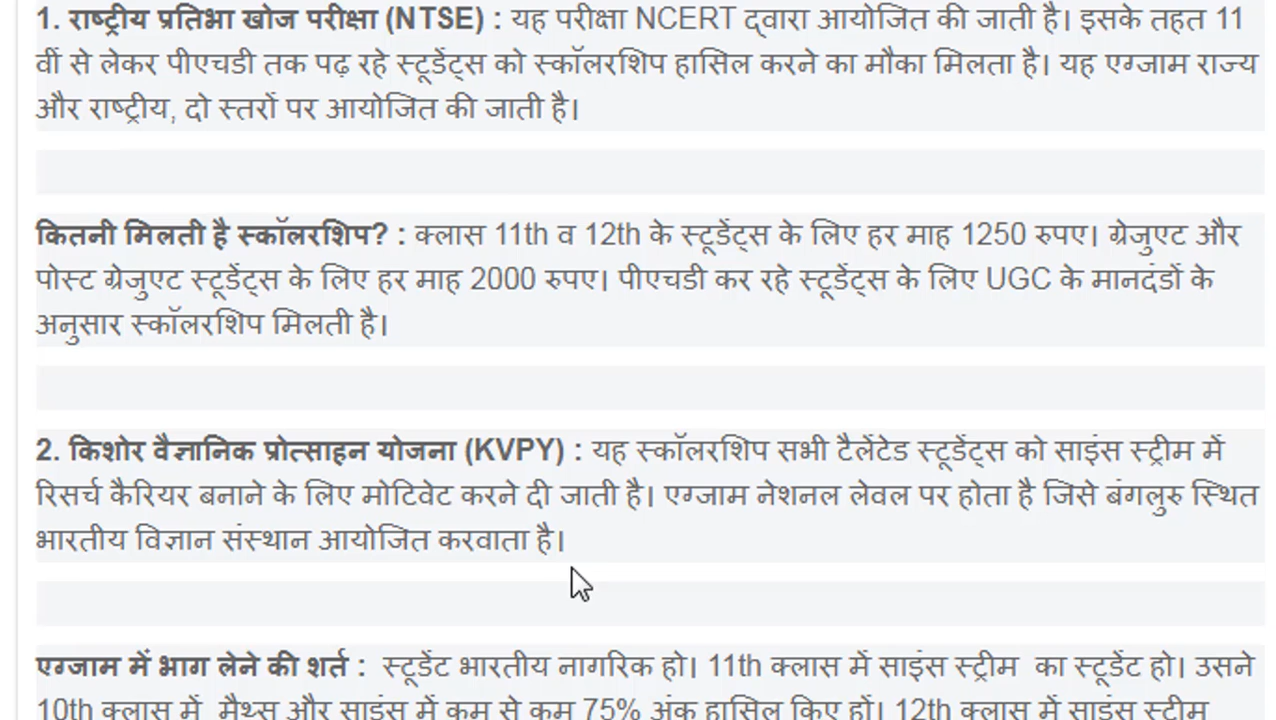 1. राष्ट्रीय प्रतिभा खोज परीक्षा (NTSE) : यह परीक्षा NCERT द्वारा आयोजित की जाती है। इसके तहत 11
वीं से लेकर पीएचडी तक पढ़ रहे स्टूडेंट्स को स्कॉलरशिप हासिल करने का मौका मिलता है। यह एग्जाम राज्य
और राष्ट्रीय, दो स्तरों पर आयोजित की जाती है।
कितनी मिलती है स्कॉलरशिप? : क्लास 11th व 12th के स्टूडेंट्स के लिए हर माह 1250 रुपए। ग्रेजुएट और
पोस्ट ग्रेजुएट स्टूडेंट्स के लिए हर माह 2000 रुपए। पीएचडी कर रहे स्टूडेंट्स के लिए UGC के मानदंडों के
अनुसार स्कॉलरशिप मिलती है।
2. किशोर वैज्ञानिक प्रोत्साहन योजना (KVPY) : यह स्कॉलरशिप सभी टैलेंटेड स्टूडेंट्स को साइंस स्ट्रीम में
रिसर्च कैरियर बनाने के लिए मोटिवेट करने दी जाती है। एग्जाम नेशनल लेवल पर होता है जिसे बंगलुरु स्थित
भारतीय विज्ञान संस्थान आयोजित करवाता है।
एग्जाम में भाग लेने की शर्त : स्टूडेंट भारतीय नागरिक हो। 11th क्लास में साइंस स्ट्रीम का स्टूडेंट हो। उसने
10th क्लास में मैथ्स और साइंस में कम से कम 75% अंक हासिल किए हों। 12th क्लास में साइंस स्ट्रीम